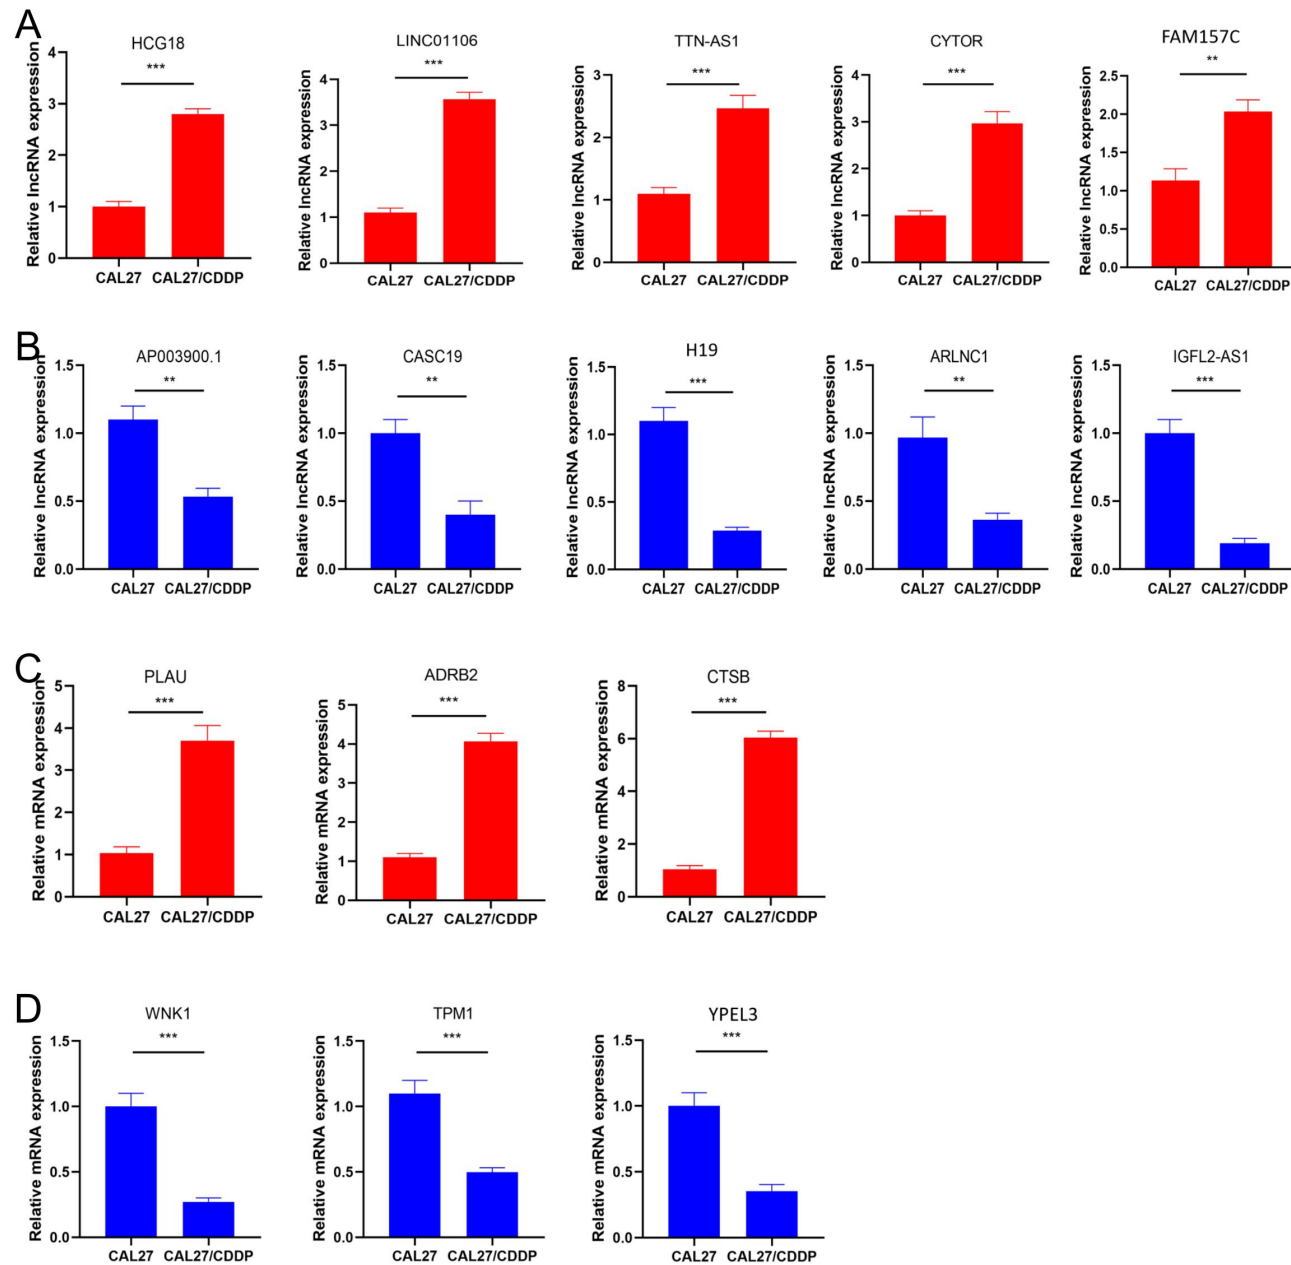 A
HCG18
***
Relative lncRNA expression
4
3
2
1
0
CAL27 CAL27/CDDP
LINC01106
***
Relative lncRNA expression
4
3
2
1
0
CAL27 CAL27/CDDP
TTN-AS1
***
Relative lncRNA expression
3
2
1
0
CAL27 CAL27/CDDP
CYTOR
***
Relative lncRNA expression
4
3
2
1
0
CAL27 CAL27/CDDP
FAM157C
**
Relative lncRNA expression
2.5
2.0
1.5
1.0
0.5
0.0
CAL27 CAL27/CDDP
B
AP003900.1
**
Relative lncRNA expression
1.5
1.0
0.5
0.0
CAL27 CAL27/CDDP
CASC19
**
Relative lncRNA expression
1.5
1.0
0.5
0.0
CAL27 CAL27/CDDP
H19
***
Relative lncRNA expression
1.5
1.0
0.5
0.0
CAL27 CAL27/CDDP
ARLNC1
**
Relative lncRNA expression
1.5
1.0
0.5
0.0
CAL27 CAL27/CDDP
IGFL2-AS1
***
Relative lncRNA expression
1.5
1.0
0.5
0.0
CAL27 CAL27/CDDP
C
PLAU
***
Relative mRNA expression
5
4
3
2
1
0
CAL27 CAL27/CDDP
ADRB2
***
Relative mRNA expression
5
4
3
2
1
0
CAL27 CAL27/CDDP
CTSB
***
Relative mRNA expression
8
6
4
2
0
CAL27 CAL27/CDDP
D
WNK1
***
Relative mRNA expression
1.5
1.0
0.5
0.0
CAL27 CAL27/CDDP
TPM1
***
Relative mRNA expression
1.5
1.0
0.5
0.0
CAL27 CAL27/CDDP
YPEL3
***
Relative mRNA expression
1.5
1.0
0.5
0.0
CAL27 CAL27/CDDP